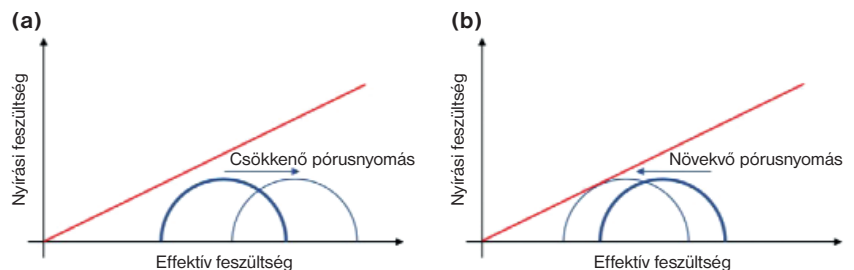 (a)
Nyírási feszültség
Csökkenő pórusnyomás
Effektív feszültség
(b)
Nyírási feszültség
Növekvő pórusnyomás
Effektív feszültség